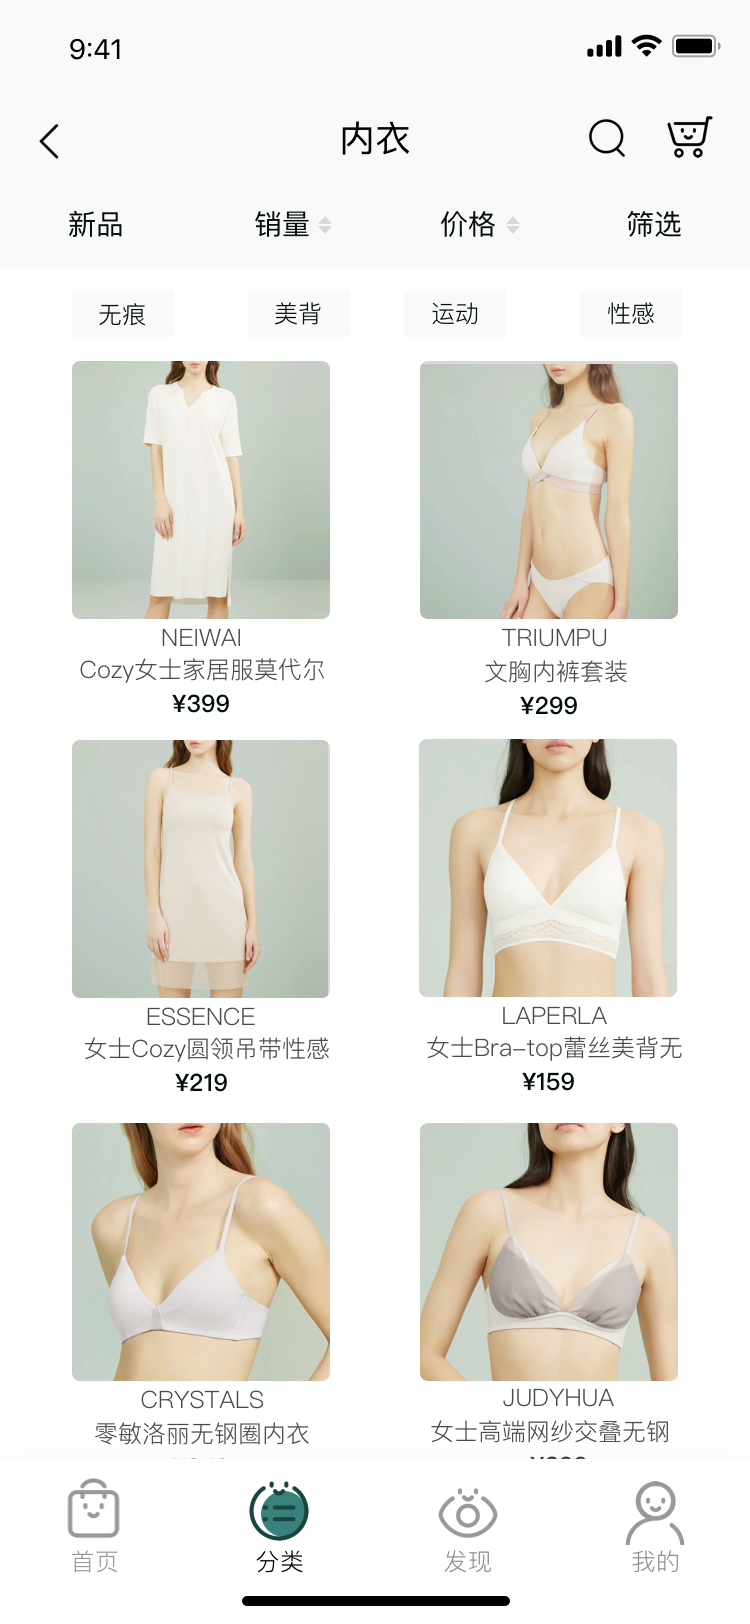 9:41
内衣
新品 销量 价格 筛选
无痕 美背 运动 性感
NEIWAI
Cozy女士家居服莫代尔
¥399
TRIUMPU
文胸内裤套装
¥299
ESSENCE
女士Cozy圆领吊带性感
¥219
LAPERLA
女士Bra-top蕾丝美背无
¥159
CRYSTALS
零敏洛丽无钢圈内衣
JUDYHUA
女士高端网纱交叠无钢
首页 分类 发现 我的